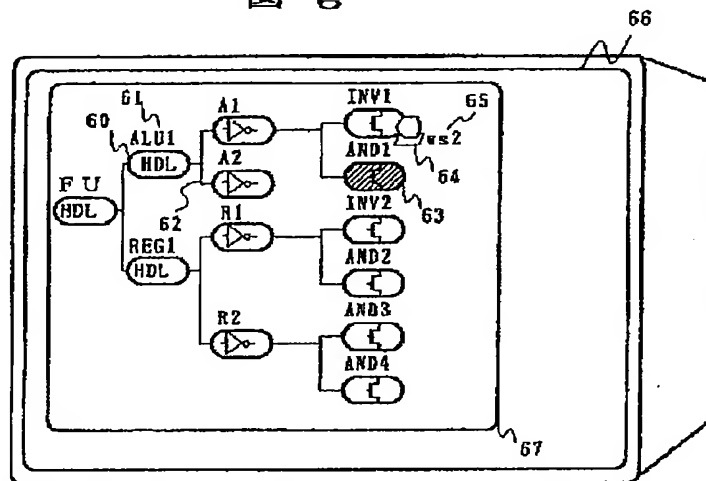 図
66
61
60
ALU1
HDL
A1
INV1
65
ws2
64
FU
HDL
A2
AND1
63
62
REG1
HDL
R1
INV2
AND2
R2
AND3
AND4
67